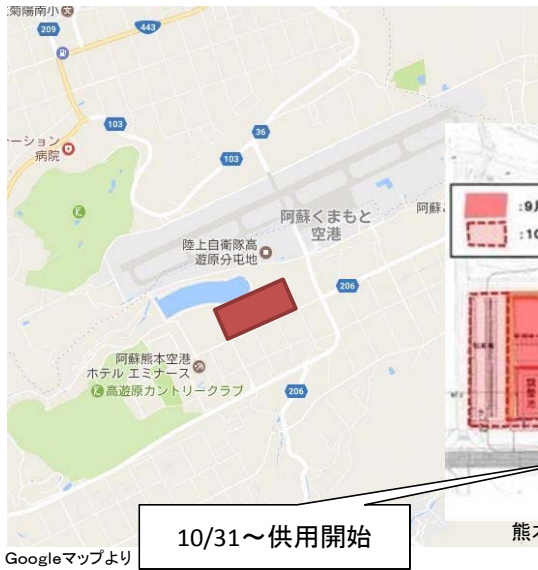 菊陽南小
209
443
103
36
ーション
病院
103
阿蘇くまもと
空港
阿蘇
:9月
:10
陸上自衛隊高
遊原分屯地
206
阿蘇熊本空港
ホテル エミナース
高遊原カントリークラブ
206
10/31～供用開始
熊本
Googleマップより